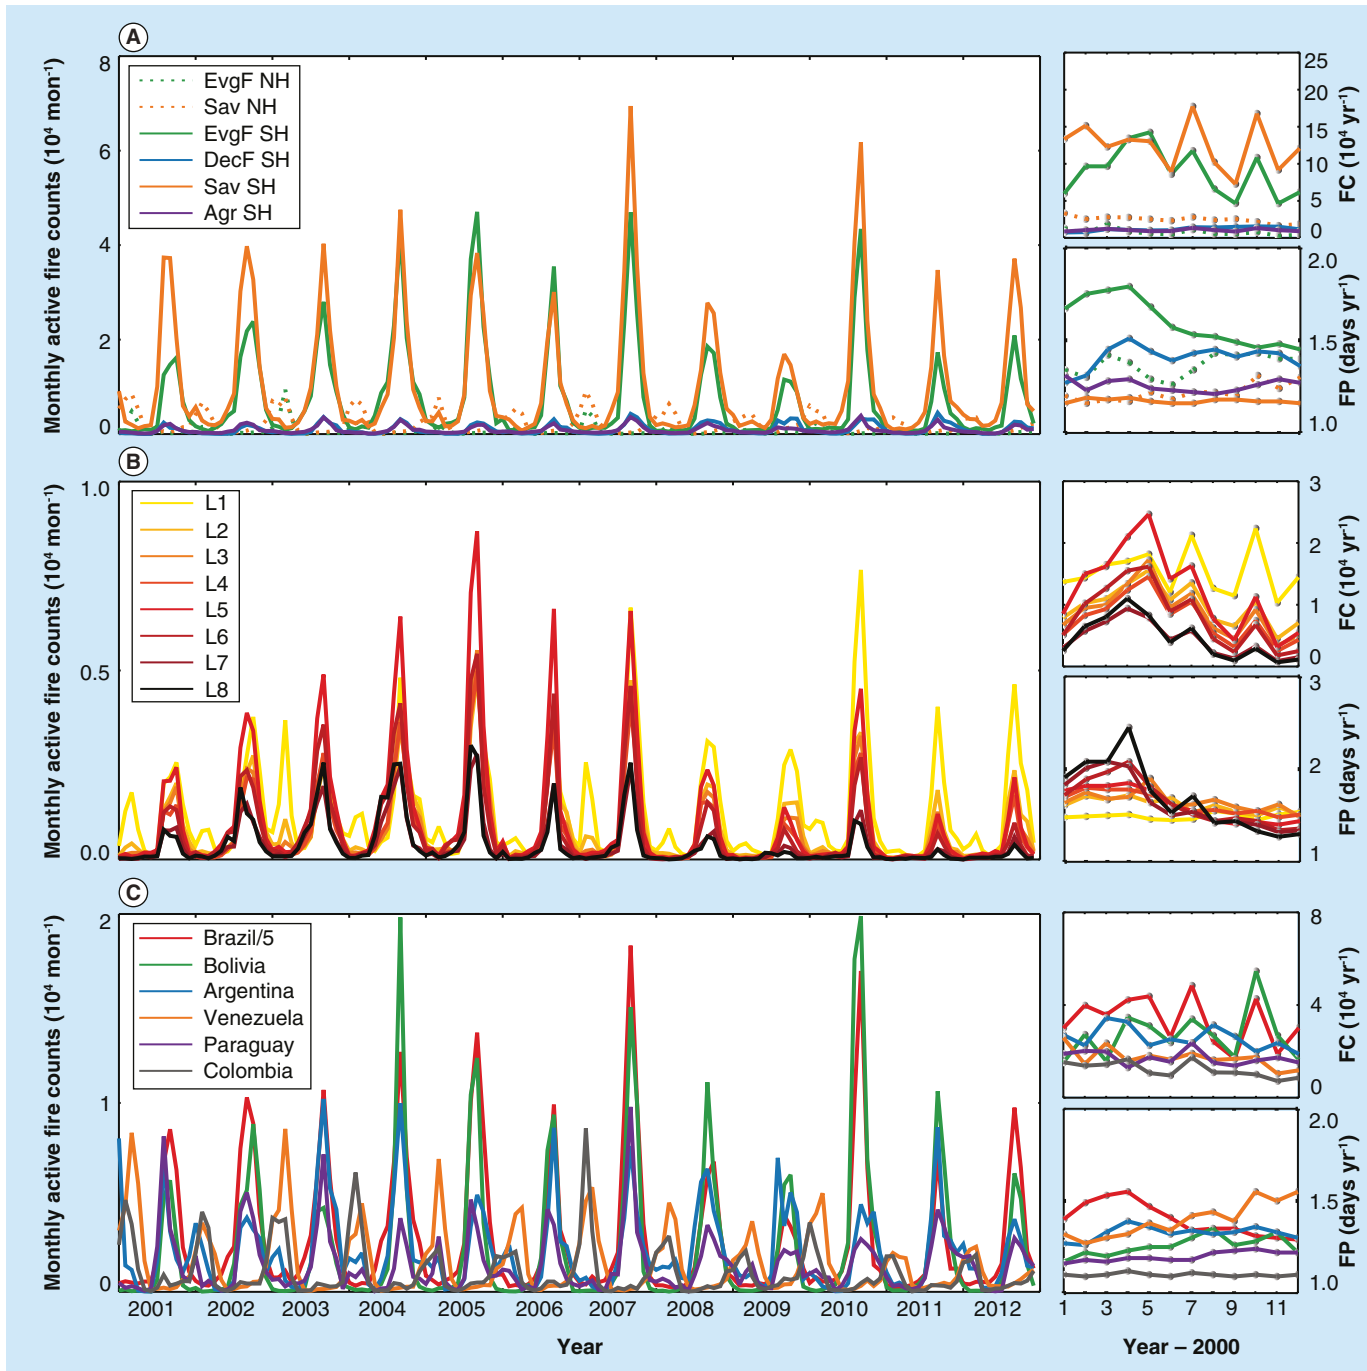 A
Monthly active fire counts (10⁴ mon⁻¹)
8
6
4
2
0
EvgF NH
Sav NH
EvgF SH
DecF SH
Sav SH
Agr SH
25
20
15
10
5
0
FC (10⁴ yr⁻¹)
2.0
1.5
1.0
FP (days yr⁻¹)
B
Monthly active fire counts (10⁴ mon⁻¹)
1.0
0.5
0.0
L1
L2
L3
L4
L5
L6
L7
L8
3
2
1
0
FC (10⁴ yr⁻¹)
3
2
1
FP (days yr⁻¹)
C
Monthly active fire counts (10⁴ mon⁻¹)
2
1
0
Brazil/5
Bolivia
Argentina
Venezuela
Paraguay
Colombia
8
4
0
FC (10⁴ yr⁻¹)
2.0
1.5
1.0
FP (days yr⁻¹)
2001 2002 2003 2004 2005 2006 2007 2008 2009 2010 2011 2012
1 3 5 7 9 11
Year
Year – 2000